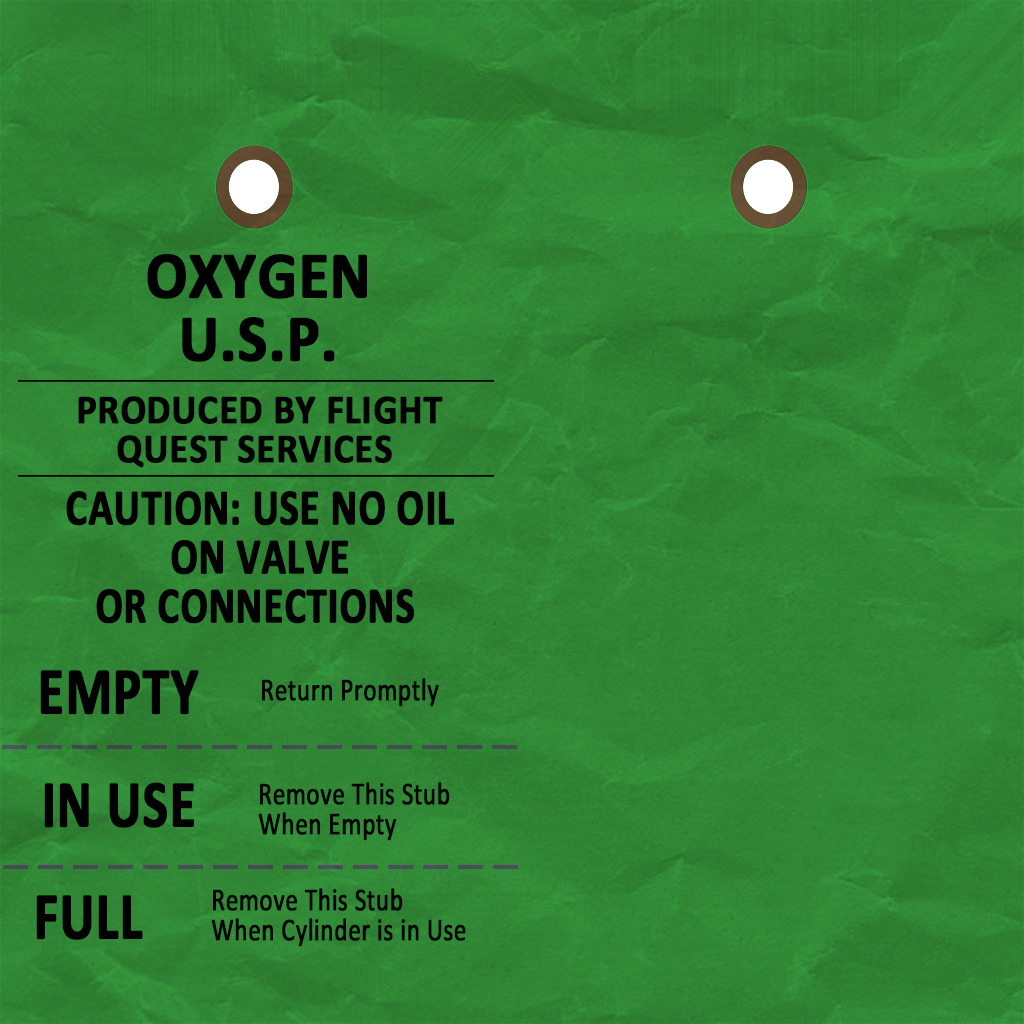 OXYGEN
U.S.P.
PRODUCED BY FLIGHT
QUEST SERVICES
CAUTION: USE NO OIL
ON VALVE
OR CONNECTIONS
EMPTY Return Promptly
IN USE Remove This Stub
When Empty
FULL Remove This Stub
When Cylinder is in Use